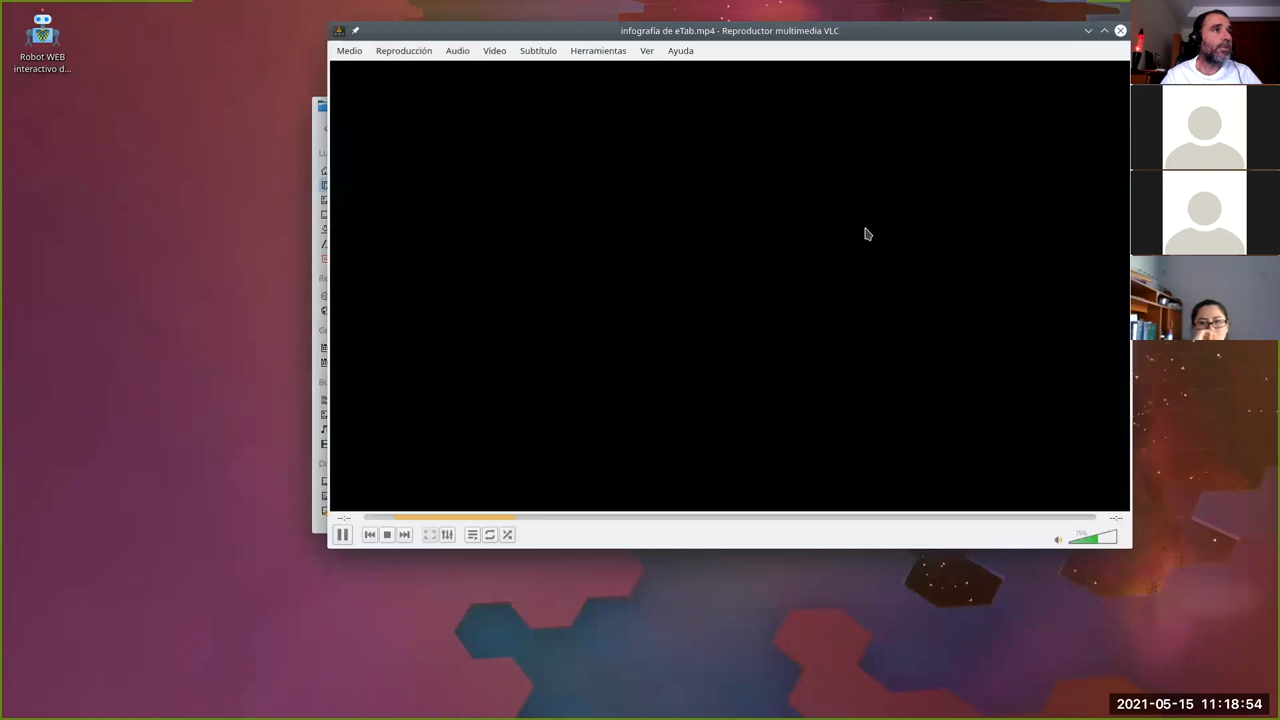 infografía de eTab.mp4 - Reproductor multimedia VLC
Medio Reproducción Audio Vídeo Subtítulo Herramientas Ver Ayuda
Robot WEB
interactivo d...
--:-- --:--
75%
2021-05-15 11:18:54